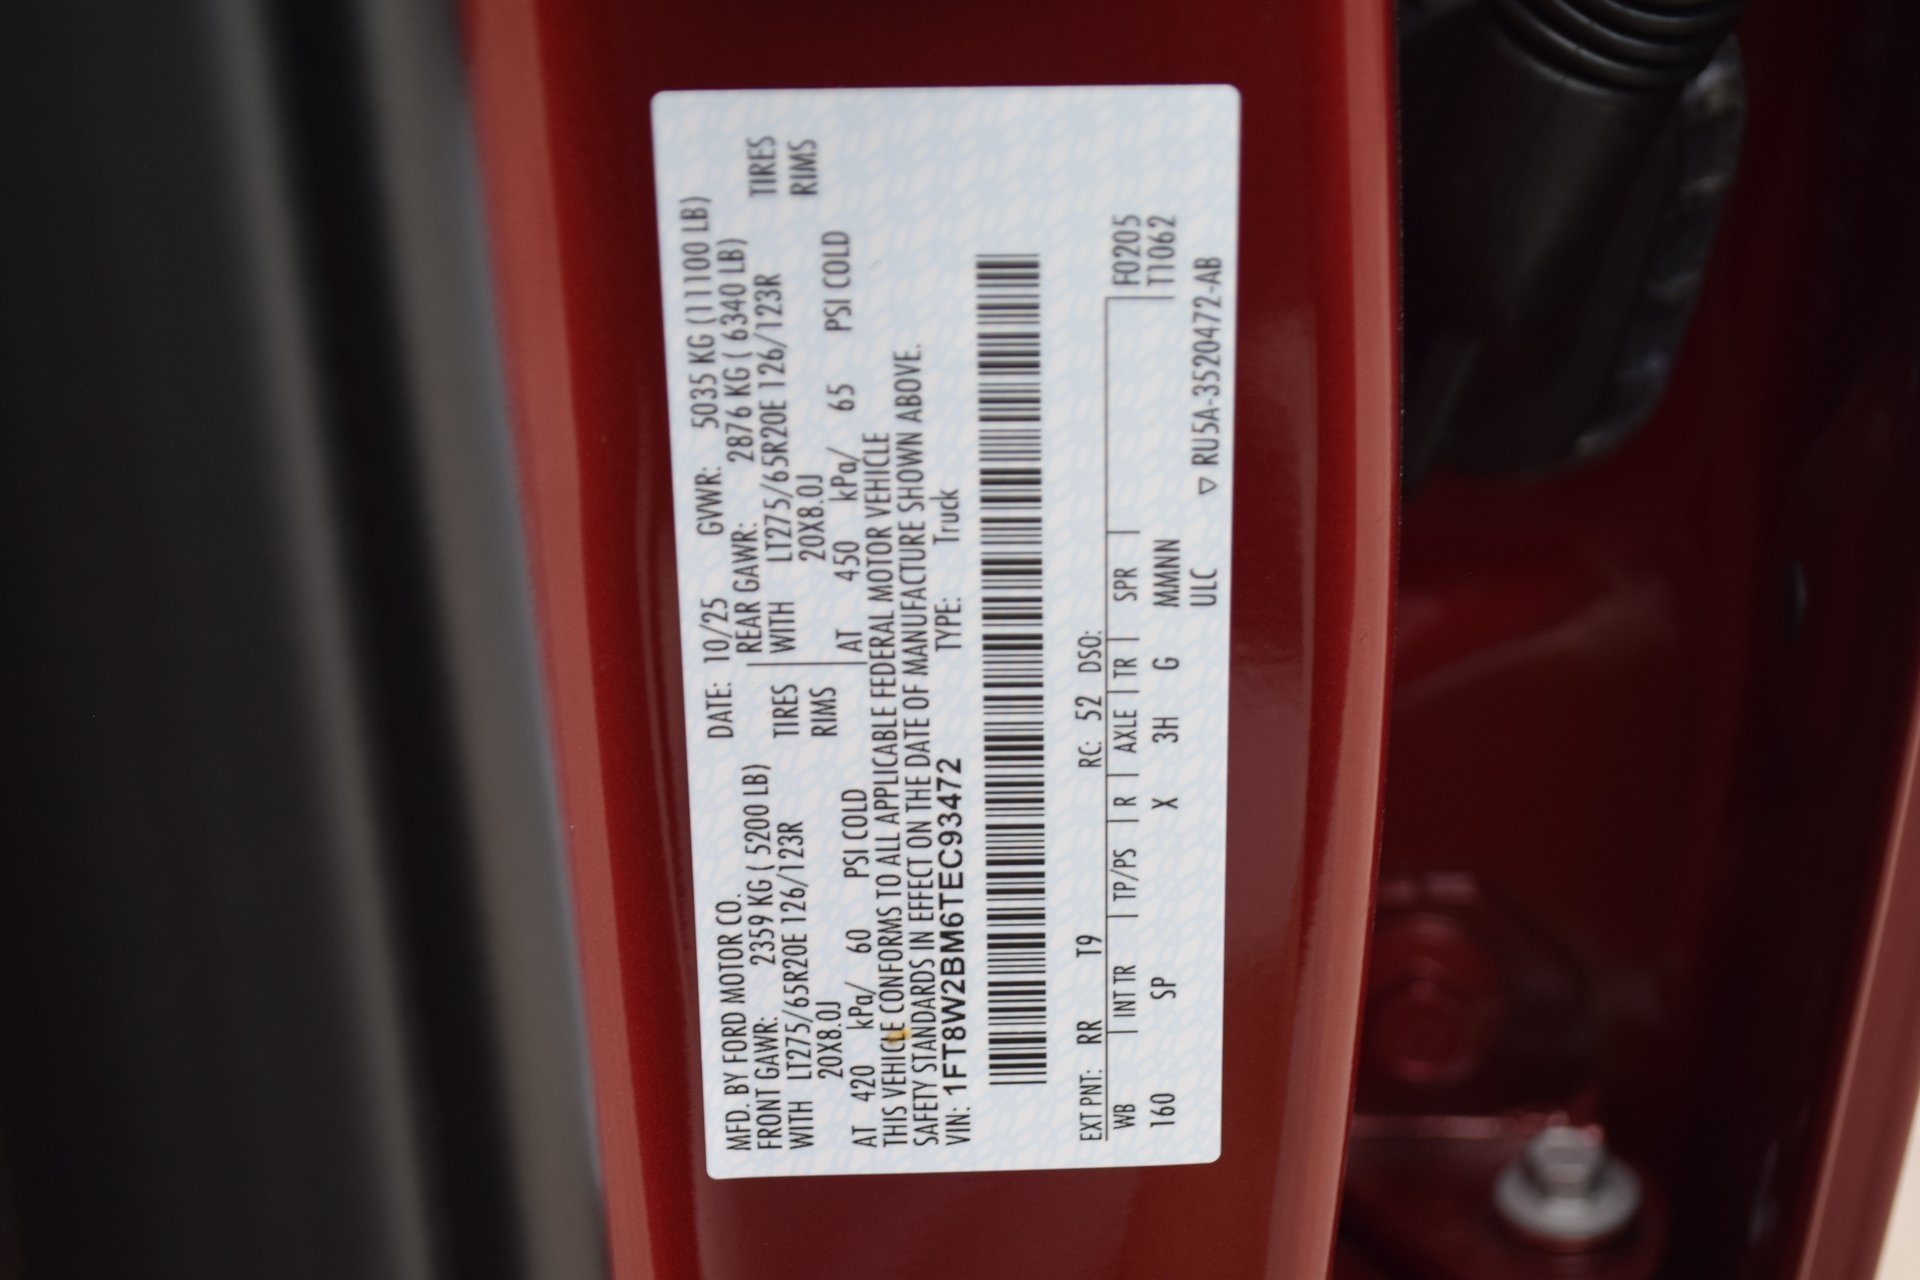 MFD. BY FORD MOTOR CO. DATE: 10/25 GVWR: 5035 KG (11100 LB)
FRONT GAWR: 2359 KG ( 5200 LB) REAR GAWR: 2876 KG ( 6340 LB)
WITH LT275/65R20E 126/123R TIRES WITH LT275/65R20E 126/123R TIRES
20X8.0J RIMS 20X8.0J RIMS
AT 420 kPa/ 60 PSI COLD AT 450 kPa/ 65 PSI COLD
THIS VEHICLE CONFORMS TO ALL APPLICABLE FEDERAL MOTOR VEHICLE
SAFETY STANDARDS IN EFFECT ON THE DATE OF MANUFACTURE SHOWN ABOVE.
VIN: 1FT8W2BM6TEC93472 TYPE: Truck
EXT PNT: RR T9 RC: 52 DSO: F0205
WB INT TR TP/PS R AXLE TR SPR T1062
160 SP X 3H G MMNN
ULC ▽ RU5A-3520472-AB